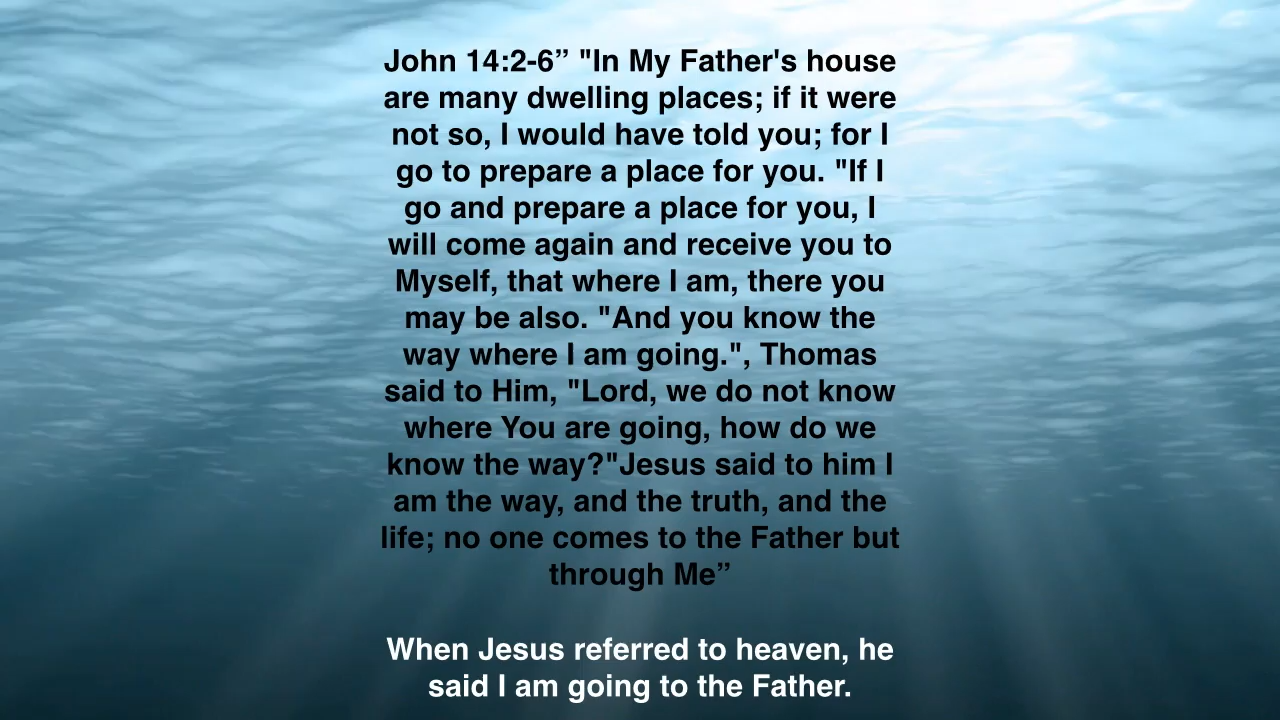 John 14:2-6” "In My Father's house
are many dwelling places; if it were
not so, I would have told you; for I
go to prepare a place for you. "If I
go and prepare a place for you, I
will come again and receive you to
Myself, that where I am, there you
may be also. "And you know the
way where I am going.", Thomas
said to Him, "Lord, we do not know
where You are going, how do we
know the way?"Jesus said to him I
am the way, and the truth, and the
life; no one comes to the Father but
through Me”
When Jesus referred to heaven, he
said I am going to the Father.